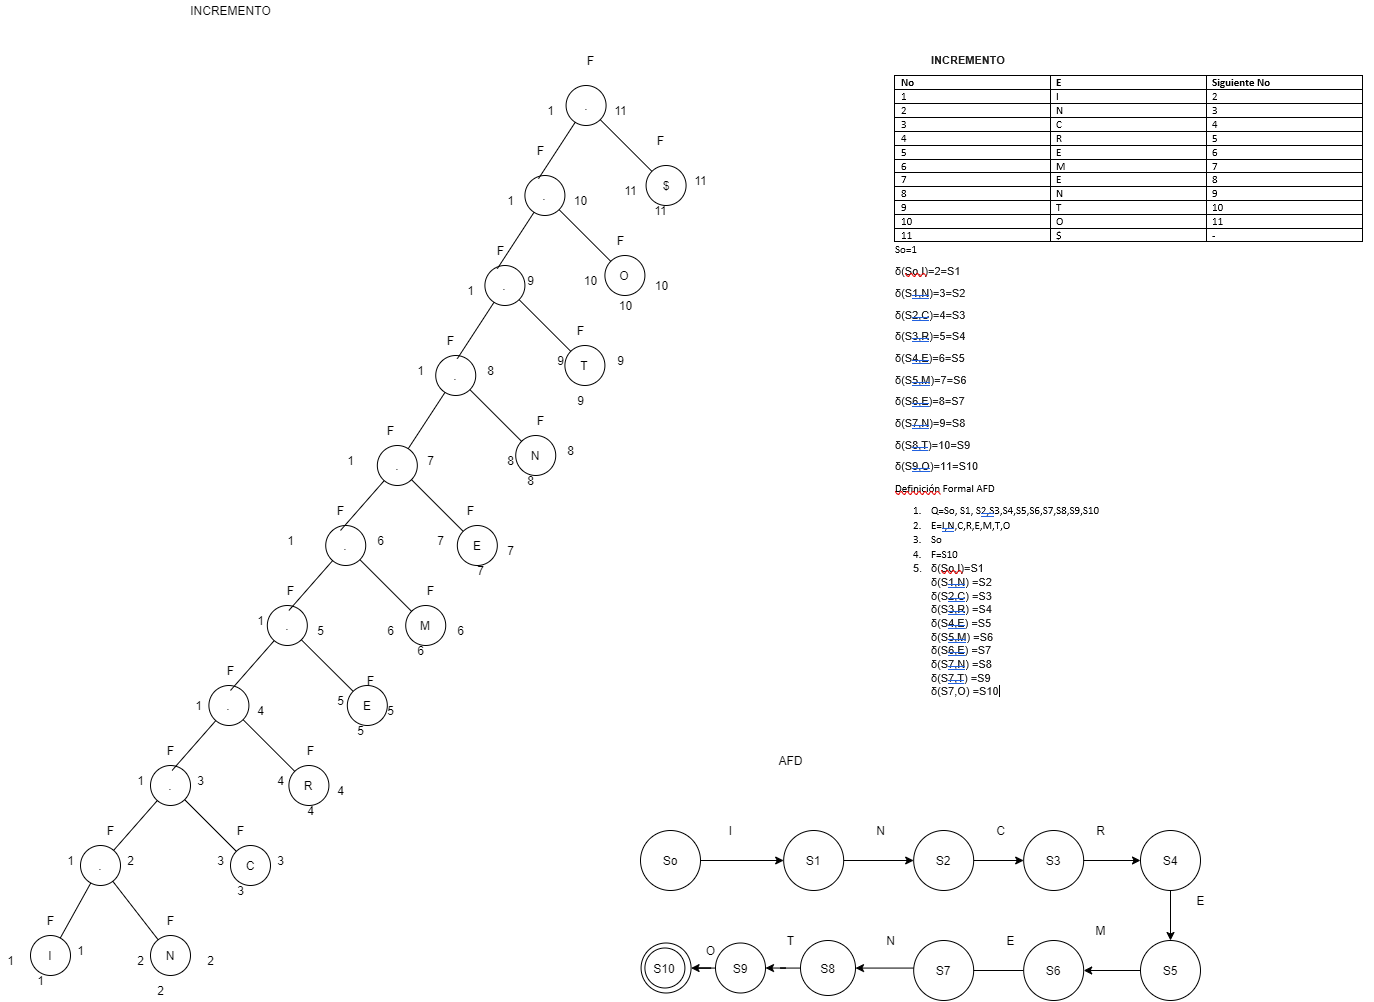 INCREMENTO
F
1 . 11
F
F
1 . 10
11 $ 11
11
F
F
1 . 9
10 O 10
10
F
F
1 . 8
9 T 9
9
F
F
1 . 7
8 N 8
8
F
F
1 . 6
7 E 7
7
F
F
1 . 5
6 M 6
6
F
F
1 . 4
5 E 5
5
F
F
1 . 3
4 R 4
4
F
F
1 . 2
3 C 3
3
F
F
1 I 1
1
2 N 2
2
INCREMENTO
No E Siguiente No
1 I 2
2 N 3
3 C 4
4 R 5
5 E 6
6 M 7
7 E 8
8 N 9
9 T 10
10 O 11
11 $ -
So=1
δ(So,I)=2=S1
δ(S1,N)=3=S2
δ(S2,C)=4=S3
δ(S3,R)=5=S4
δ(S4,E)=6=S5
δ(S5,M)=7=S6
δ(S6,E)=8=S7
δ(S7,N)=9=S8
δ(S8,T)=10=S9
δ(S9,O)=11=S10
Definición Formal AFD
1. Q=So, S1, S2,S3,S4,S5,S6,S7,S8,S9,S10
2. E=I,N,C,R,E,M,T,O
3. So
4. F=S10
5. δ(So,I)=S1
δ(S1,N) =S2
δ(S2,C) =S3
δ(S3,R) =S4
δ(S4,E) =S5
δ(S5,M) =S6
δ(S6,E) =S7
δ(S7,N) =S8
δ(S7,T) =S9
δ(S7,O) =S10
AFD
I N C R
So S1 S2 S3 S4
E
O T N E M
S10 S9 S8 S7 S6 S5